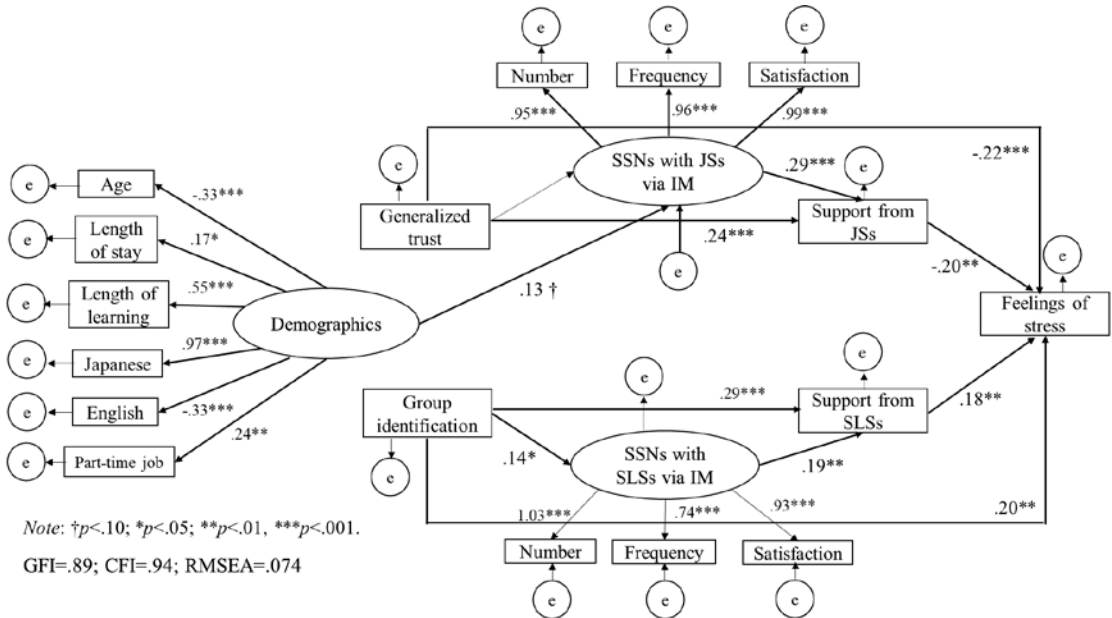 e
e
e
Number
Frequency
Satisfaction
.95***
.96***
.99***
e
SSNs with JSs
via IM
.29***
e
-.22***
e
Age
-.33***
Generalized
trust
.24***
Support from
JSs
e
Length
of stay
.17*
-.20**
e
e
e
Length of
learning
.55***
.13 †
Demographics
Feelings of
stress
e
Japanese
.97***
e
e
Group
identification
.29***
Support from
SLSs
.18**
e
English
-.33***
e
.14*
SSNs with
SLSs via IM
.19**
e
Part-time job
.24**
.20**
1.03***
.74***
.93***
Note: †p<.10; *p<.05; **p<.01, ***p<.001.
Number
Frequency
Satisfaction
GFI=.89; CFI=.94; RMSEA=.074
e
e
e